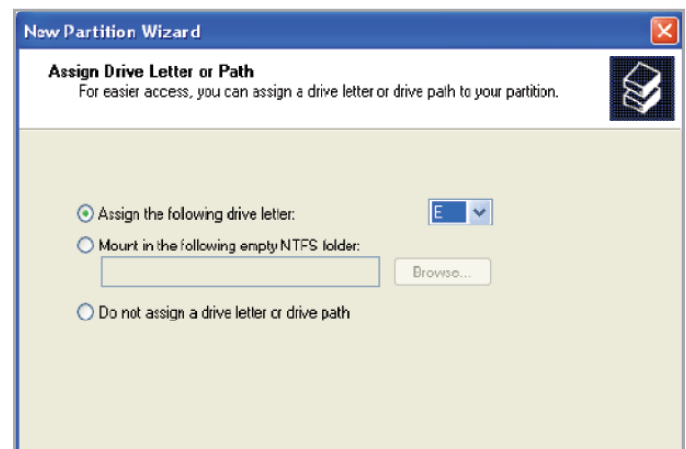 New Partition Wizard
Assign Drive Letter or Path
For easier access, you can assign a drive letter or drive path to your partition.
Assign the following drive letter: E
Mount in the following empty NTFS folder:
Browse...
Do not assign a drive letter or drive path